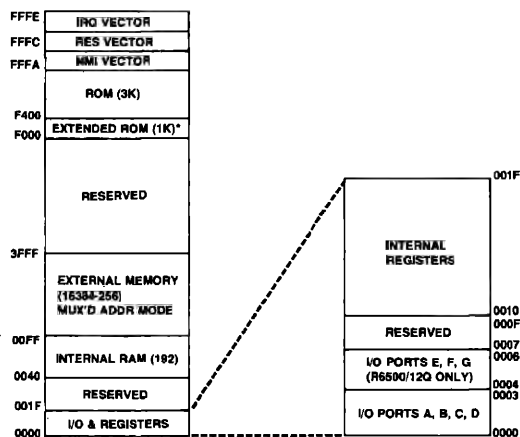 FFFE
IRQ VECTOR
FFFC
RES VECTOR
FFFA
NMI VECTOR
ROM (3K)
F400
EXTENDED ROM (1K)*
F000
RESERVED
3FFF
EXTERNAL MEMORY
(16384-256)
MUX'D ADDR MODE
00FF
INTERNAL RAM (192)
0040
RESERVED
001F
I/O & REGISTERS
0000
001F
INTERNAL
REGISTERS
0010
000F
RESERVED
0007
0006
I/O PORTS E, F, G
(R6500/12Q ONLY)
0004
0003
I/O PORTS A, B, C, D
0000